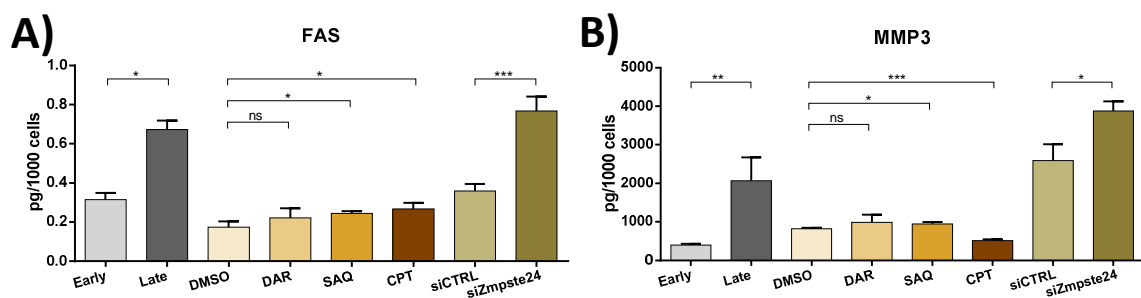 A)
FAS
pg/1000 cells
1.0
0.8
0.6
0.4
0.2
0.0
*
*
*
ns
***
Early
Late
DMSO
DAR
SAQ
CPT
siCTRL
siZmpste24
B)
MMP3
pg/1000 cells
5000
4000
3000
2000
1000
0
**
***
*
ns
*
Early
Late
DMSO
DAR
SAQ
CPT
siCTRL
siZmpste24